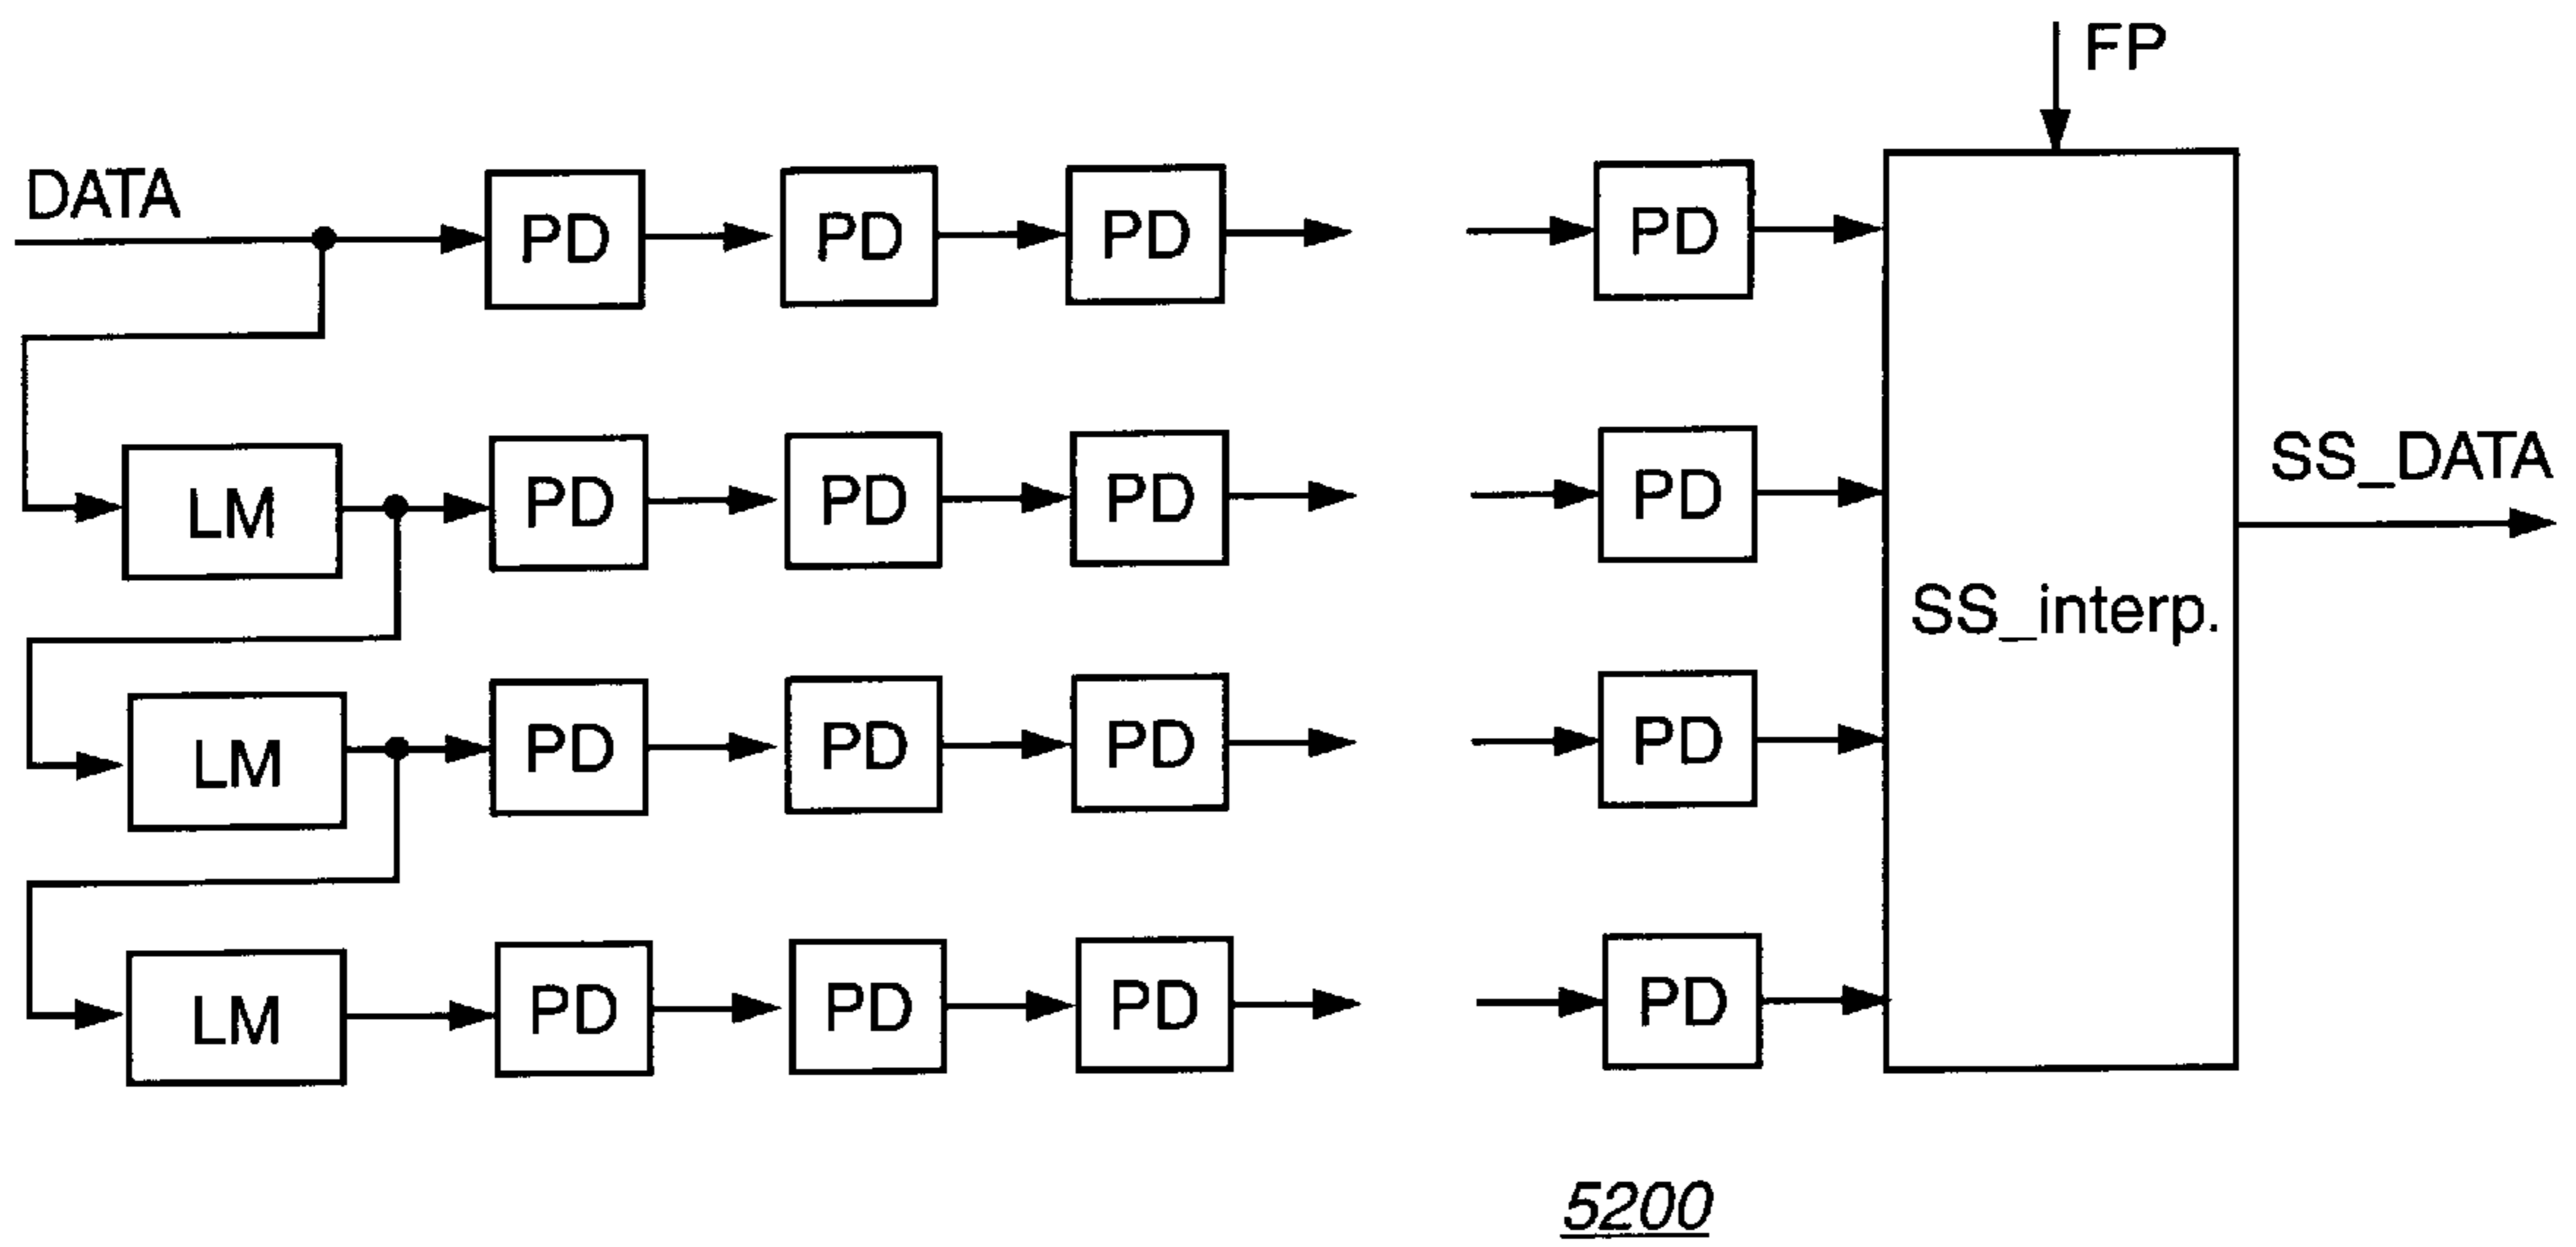 FP
DATA
PD PD PD PD
SS_DATA
LM PD PD PD PD
SS_interp.
LM PD PD PD PD
LM PD PD PD PD
5200